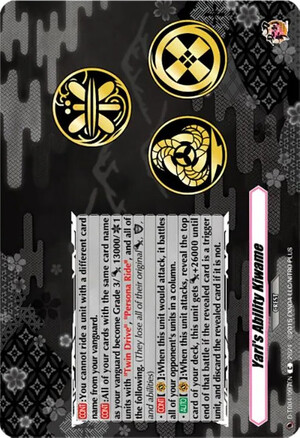 [CONT]:You cannot ride a unit with a different card
name from your vanguard.
[CONT]:All of your cards with the same card name
as your vanguard become Grade 3/13000/1
units with "Twin Drive", "Persona Ride", and all of
the following. (They lose all of their original
and abilities)
•[CONT]:When this unit would attack, it battles
all of your opponent's units in a column.
•[AUTO]:When this unit attacks, reveal the top
card of your deck, this unit gets +26000 until
end of that battle if the revealed card is a trigger
unit, and discard the revealed card if it is not.
CREST
Yari's Ability Kiwame